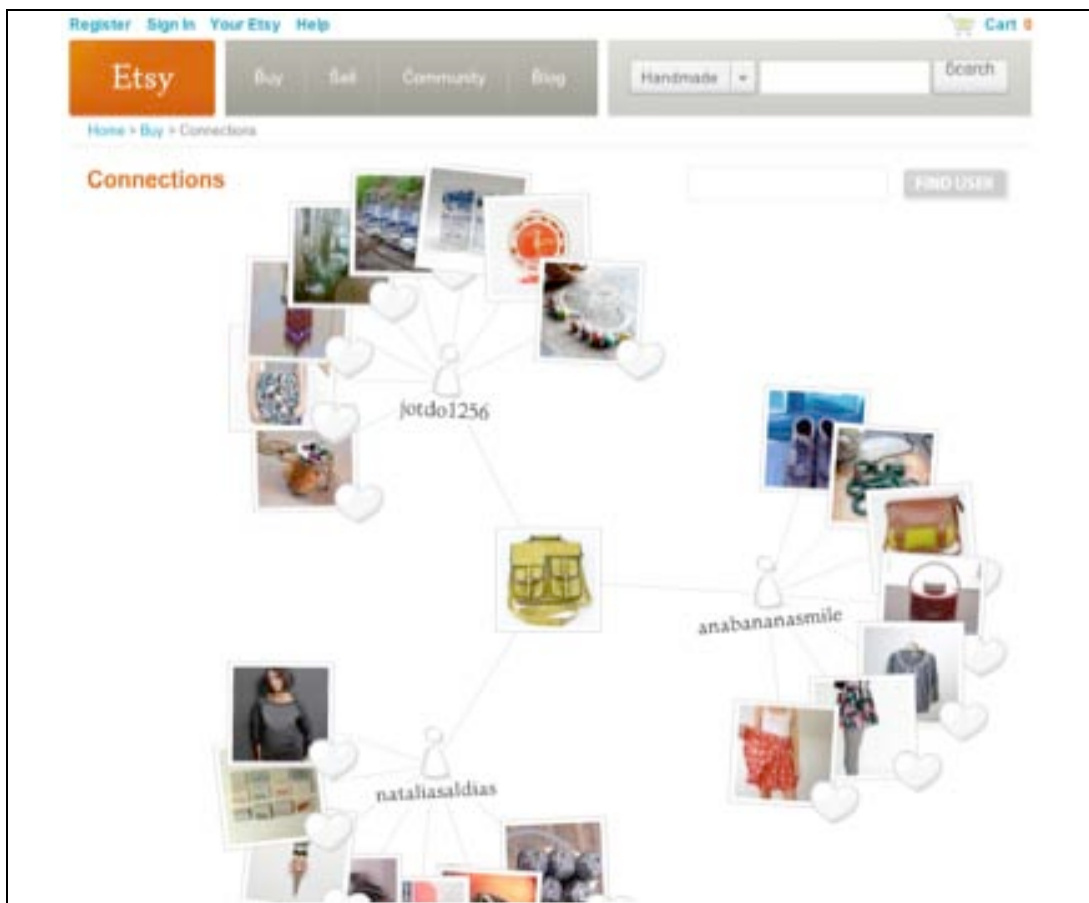 Register Sign In Your Etsy Help Cart 0
Etsy Buy Sell Community Blog Handmade Search
Home > Buy > Connections
Connections FIND USER
jotdo1256
anabananasmile
nataliasaldias